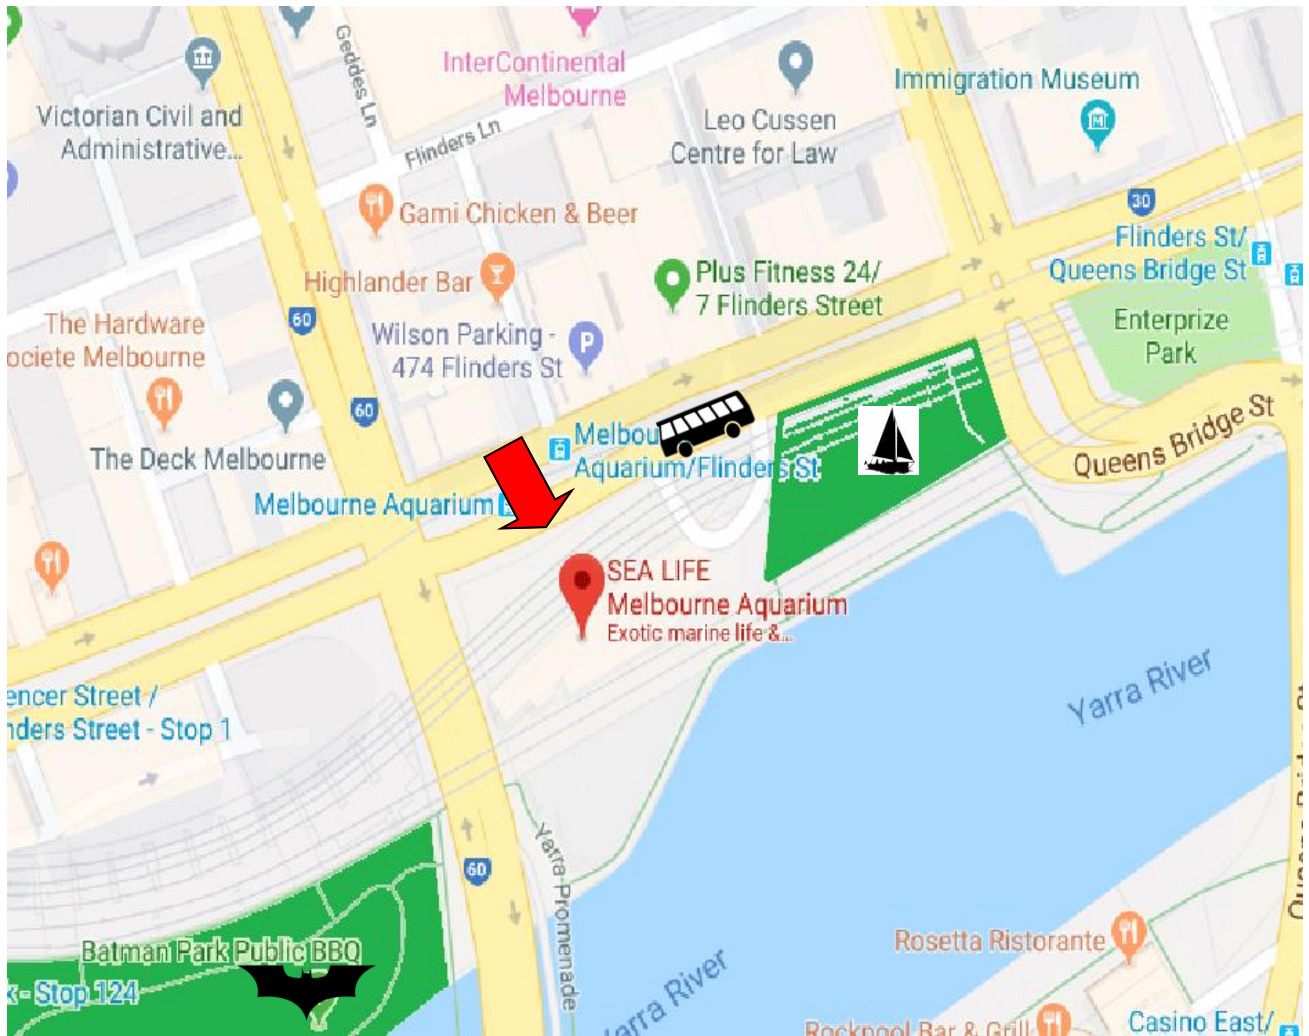 InterContinental
Melbourne
Geddes Ln
Immigration Museum
Victorian Civil and
Administrative...
Leo Cussen
Centre for Law
Flinders Ln
30
Gami Chicken & Beer
Flinders St/
Queens Bridge St
Highlander Bar
Plus Fitness 24/
7 Flinders Street
60
The Hardware
ociete Melbourne
Wilson Parking -
474 Flinders St
P
Enterprize
Park
60
Queens Bridge St
The Deck Melbourne
Melbou
Aquarium/Flinders St
Melbourne Aquarium
SEA LIFE
Melbourne Aquarium
Exotic marine life &...
Yarra River
encer Street /
nders Street - Stop 1
60
Yarra Promenade
Batman Park Public BBQ
- Stop 124
Yarra River
Rosetta Ristorante
Rockpool Bar & Grill
Casino East/